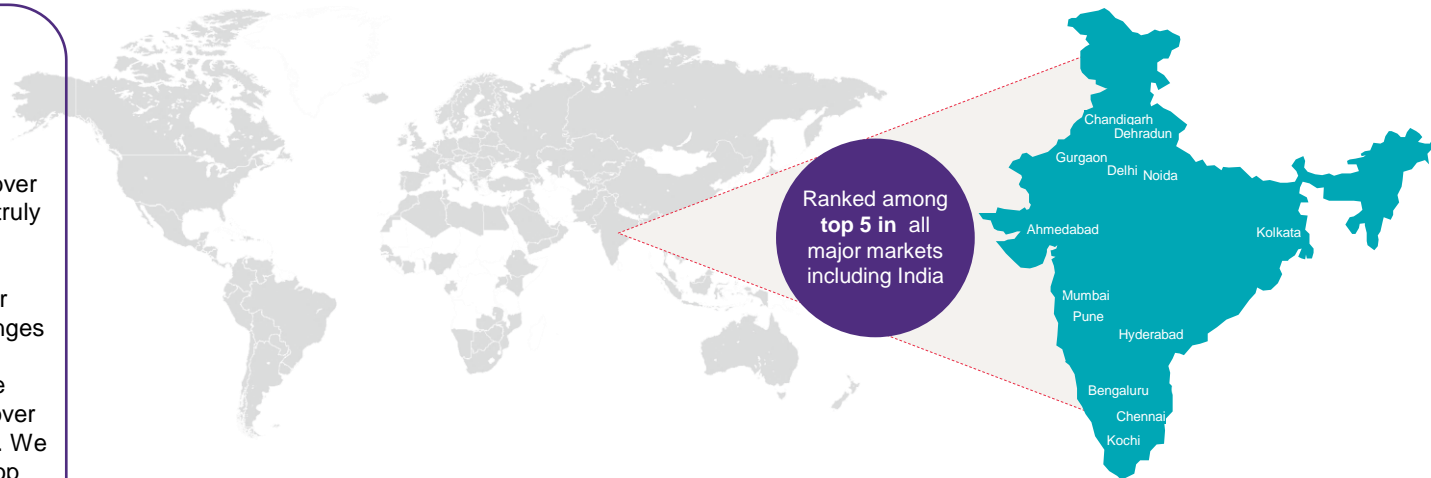 over
truly
r
nges
e
over
. We
op
Ranked among
top 5 in all
major markets
including India
Chandigarh
Dehradun
Gurgaon
Delhi
Noida
Ahmedabad
Kolkata
Mumbai
Pune
Hyderabad
Bengaluru
Chennai
Kochi